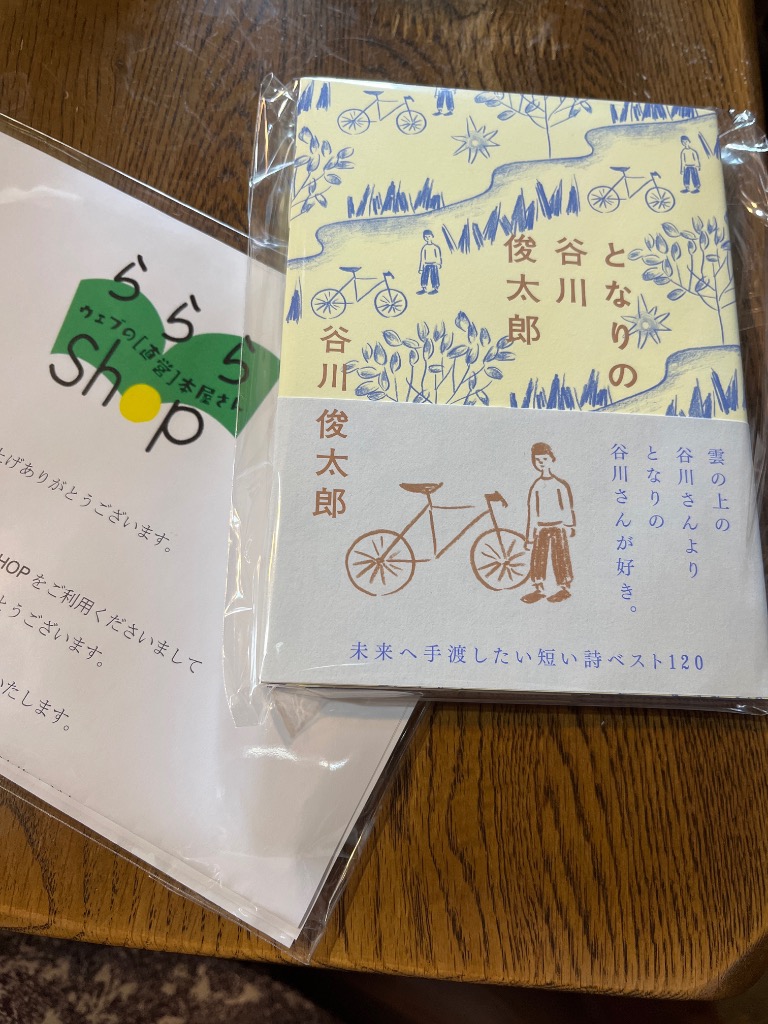 ららら
ウェブの[直営]本屋さん
shop
上げありがとうございます。
HOPをご利用くださいまして
とうございます。
いたします。
となりの
谷川
俊太郎
谷川俊太郎
雲の上の
谷川さんより
となりの
谷川さんが好き。
未来へ手渡したい短い詩ベスト120